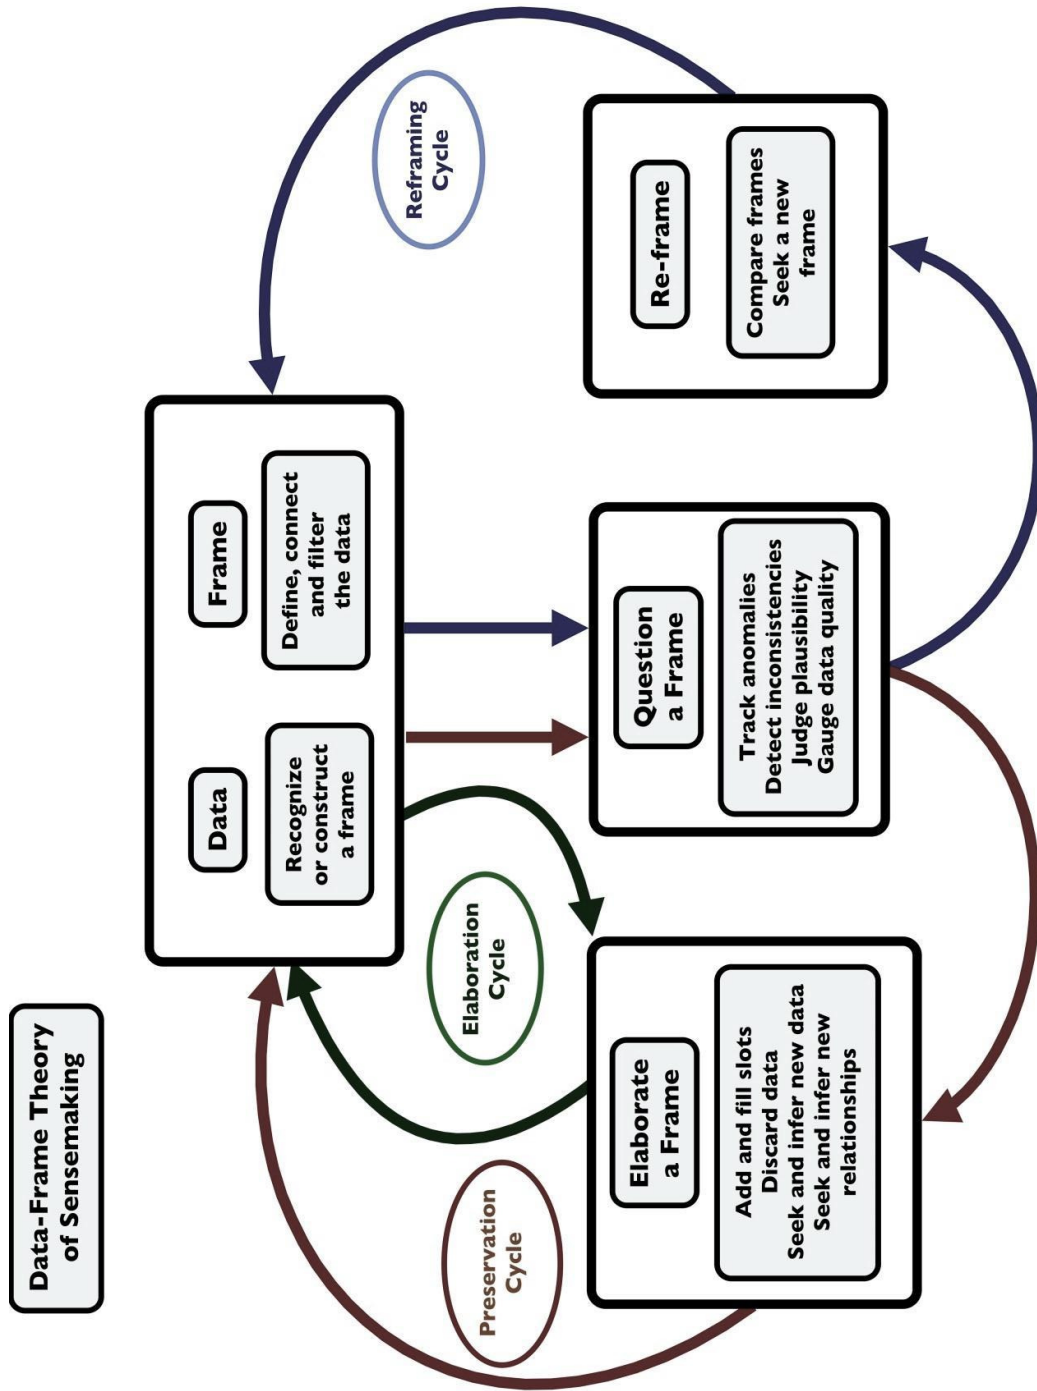 Data-Frame Theory
of Sensemaking
Data
Recognize
or construct
a frame
Frame
Define, connect
and filter
the data
Preservation
Cycle
Elaboration
Cycle
Reframing
Cycle
Elaborate
a Frame
Add and fill slots
Discard data
Seek and infer new data
Seek and infer new
relationships
Question
a Frame
Track anomalies
Detect inconsistencies
Judge plausibility
Gauge data quality
Re-frame
Compare frames
Seek a new
frame